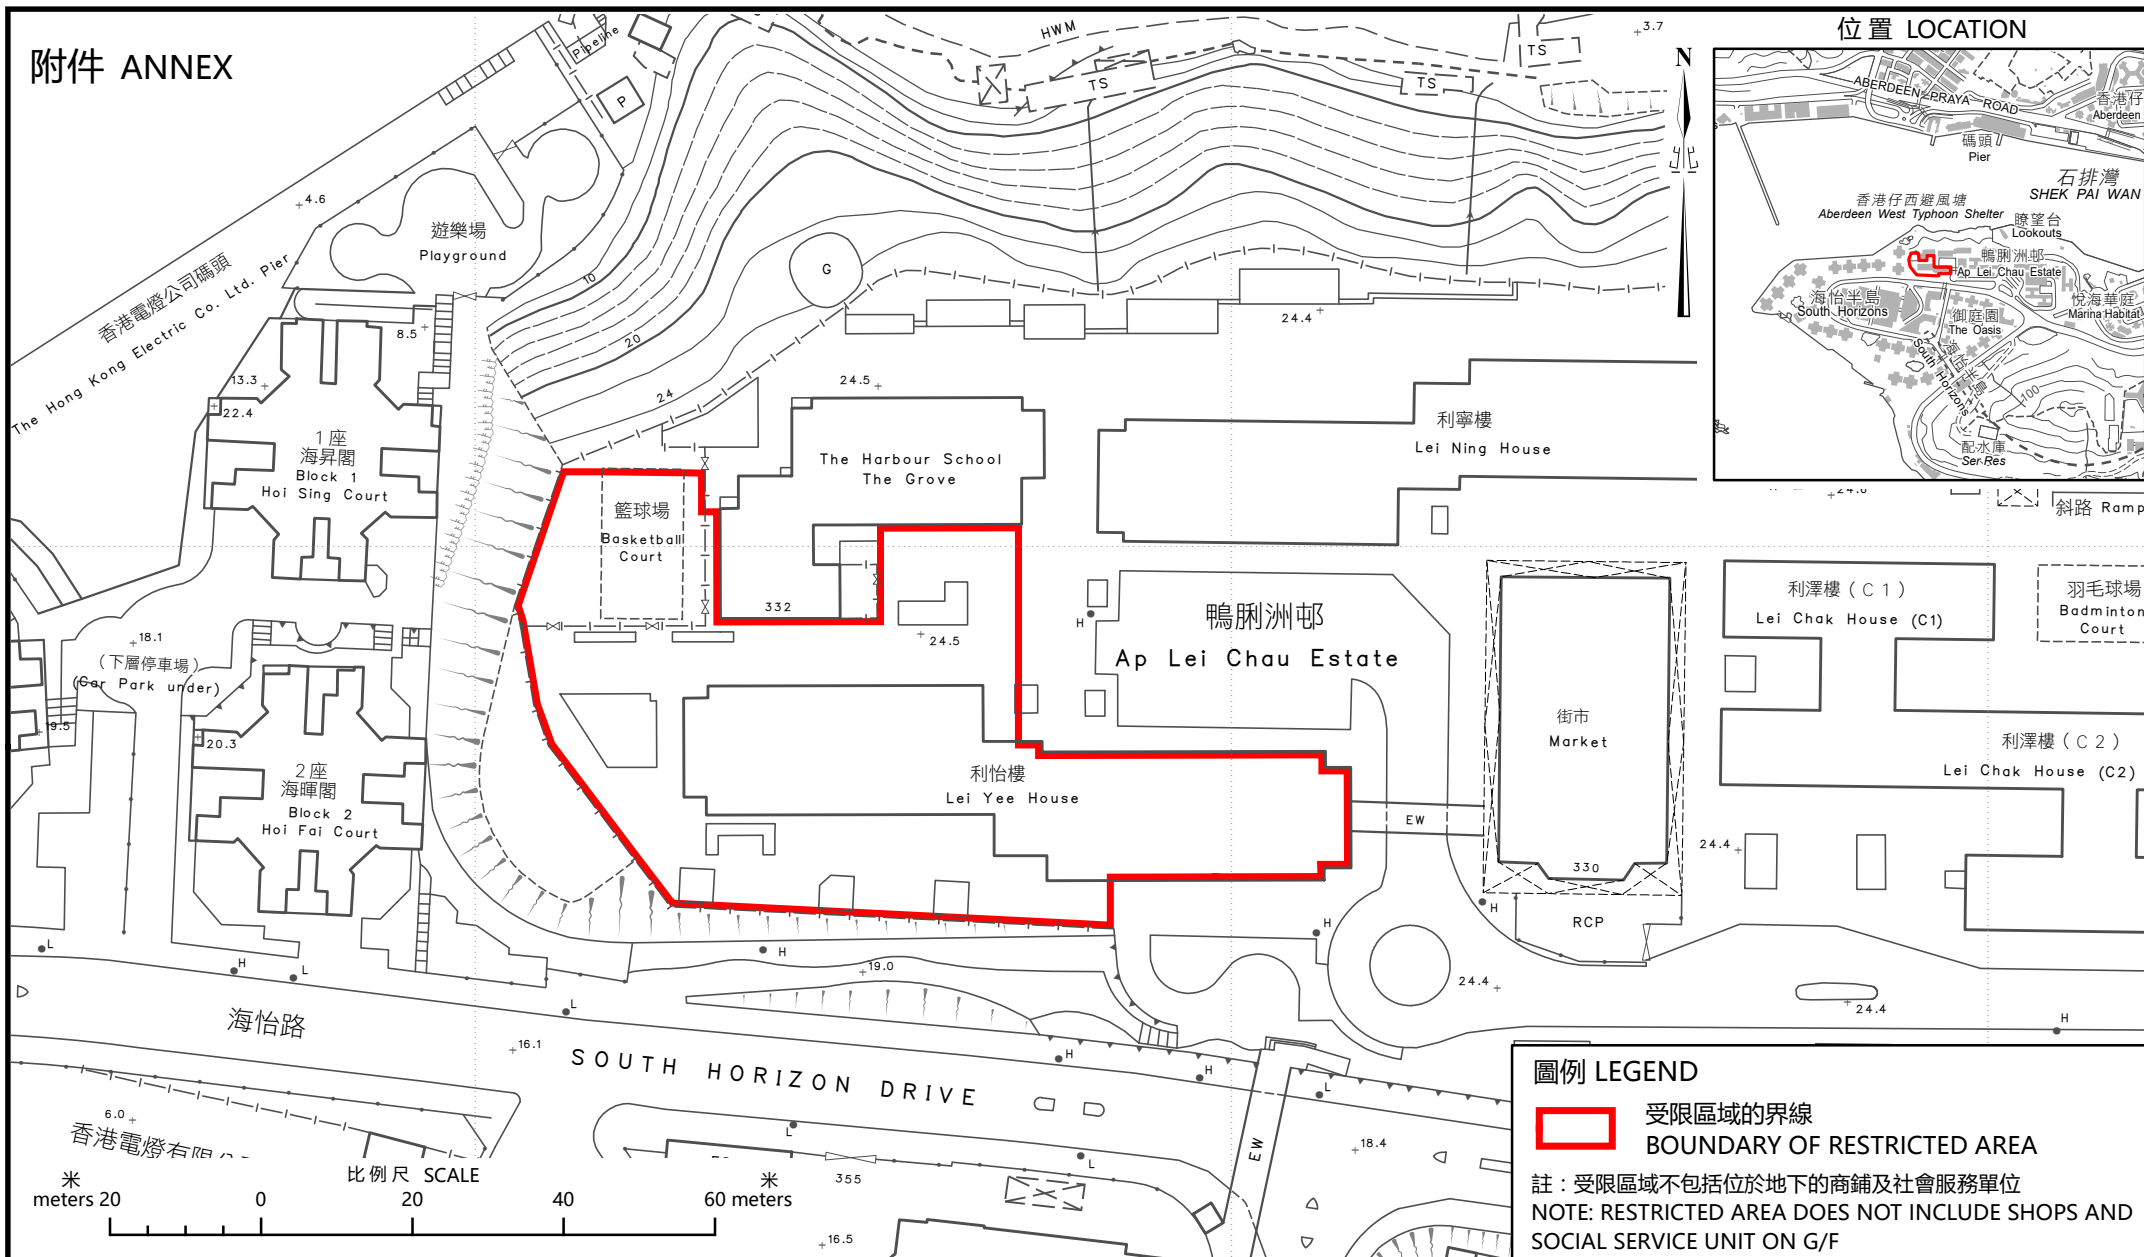 附件 ANNEX
位置 LOCATION
HWM
Pipeline
P
TS
TS
TS
3.7
N
ABERDEEN PRAYA ROAD
香港仔
Aberdeen
碼頭
Pier
石排灣
SHEK PAI WAN
香港仔西避風塘
Aberdeen West Typhoon Shelter
瞭望台
Lookouts
鴨脷洲邨
Ap Lei Chau Estate
海怡半島
South Horizons
御庭園
The Oasis
悅海華庭
Marina Habitat
海怡半島
South Horizons
100
配水庫
Ser Res
4.6
遊樂場
Playground
香港電燈公司碼頭
The Hong Kong Electric Co. Ltd. Pier
G
10
20
24
8.5
13.3
22.4
24.4
24.5
1座
海昇閣
Block 1
Hoi Sing Court
The Harbour School
The Grove
利寧樓
Lei Ning House
籃球場
Basketball
Court
332
24.5
斜路 Ramp
利澤樓(C1)
Lei Chak House (C1)
羽毛球場
Badminton
Court
鴨脷洲邨
Ap Lei Chau Estate
H
18.1
(下層停車場)
(Car Park under)
19.5
20.3
2座
海暉閣
Block 2
Hoi Fai Court
利怡樓
Lei Yee House
街市
Market
利澤樓(C2)
Lei Chak House (C2)
EW
330
24.4
RCP
H
H
L
H
L
H
19.0
L
24.4
24.4
H
海怡路
16.1
SOUTH HORIZON DRIVE
H
H
L
L
L
EW
18.4
6.0
香港電燈有限公
355
16.5
比例尺 SCALE
米
meters 20 0 20 40 60 meters
米
圖例 LEGEND
受限區域的界線
BOUNDARY OF RESTRICTED AREA
註：受限區域不包括位於地下的商鋪及社會服務單位
NOTE: RESTRICTED AREA DOES NOT INCLUDE SHOPS AND
SOCIAL SERVICE UNIT ON G/F